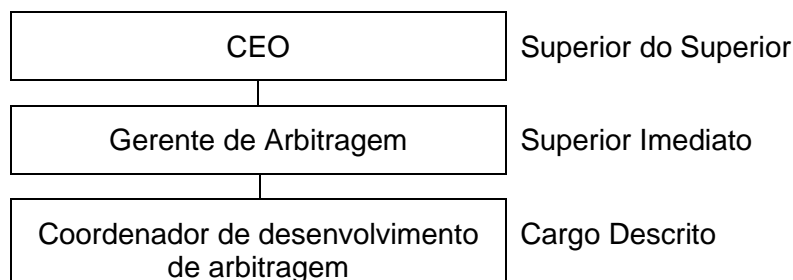 CEO Superior do Superior
Gerente de Arbitragem Superior Imediato
Coordenador de desenvolvimento Cargo Descrito
de arbitragem